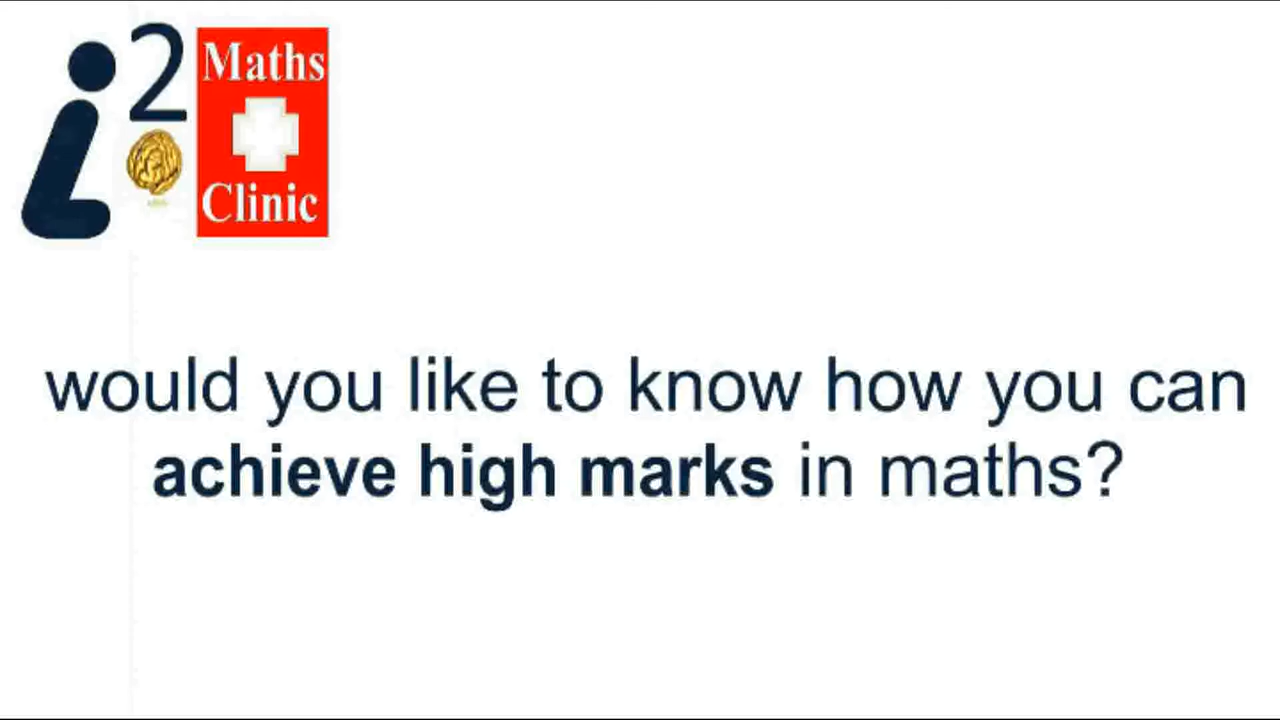 i2
Maths
Clinic
would you like to know how you can
achieve high marks in maths?